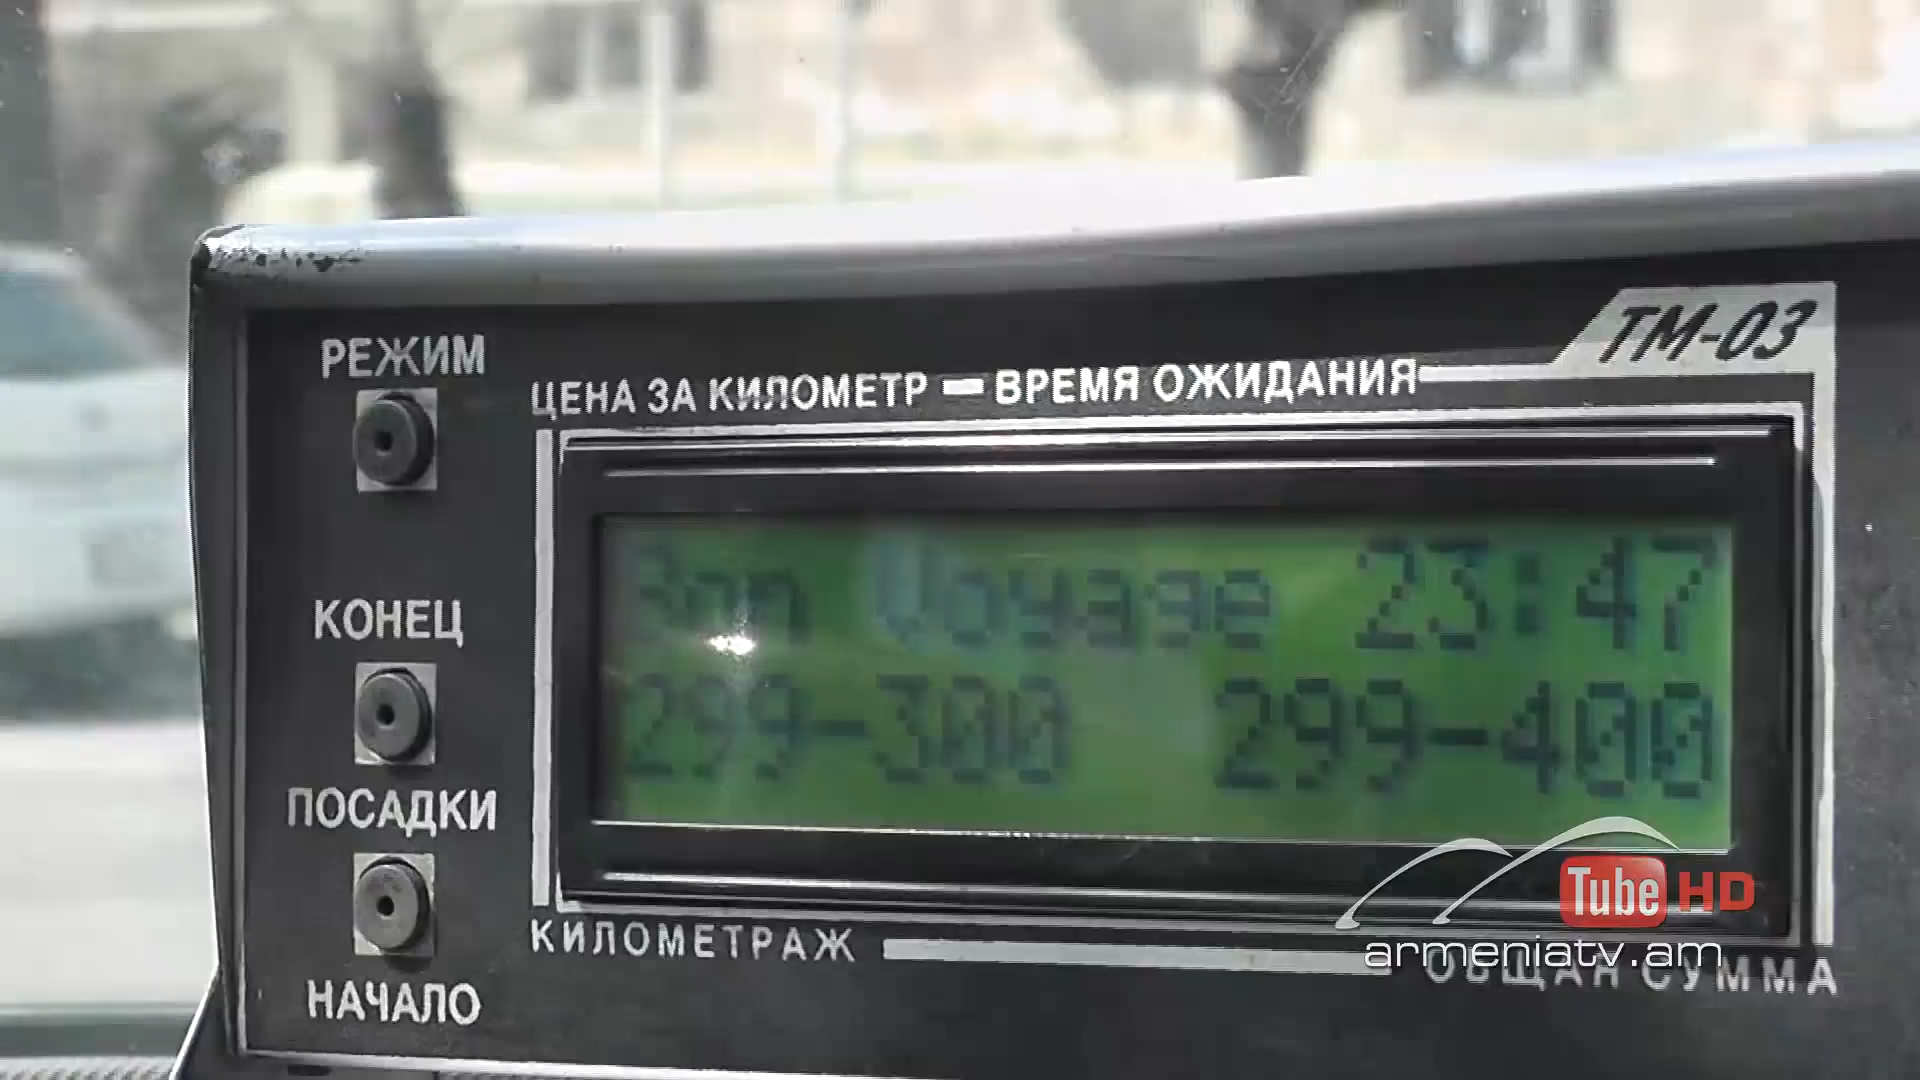 ТМ-03
РЕЖИМ
ЦЕНА ЗА КИЛОМЕТР — ВРЕМЯ ОЖИДАНИЯ
Voyage 23:47
КОНЕЦ
299-300 299-400
ПОСАДКИ
Tube HD
КИЛОМЕТРАЖ
armeniatv.am
ОБЩАЯ СУММА
НАЧАЛО